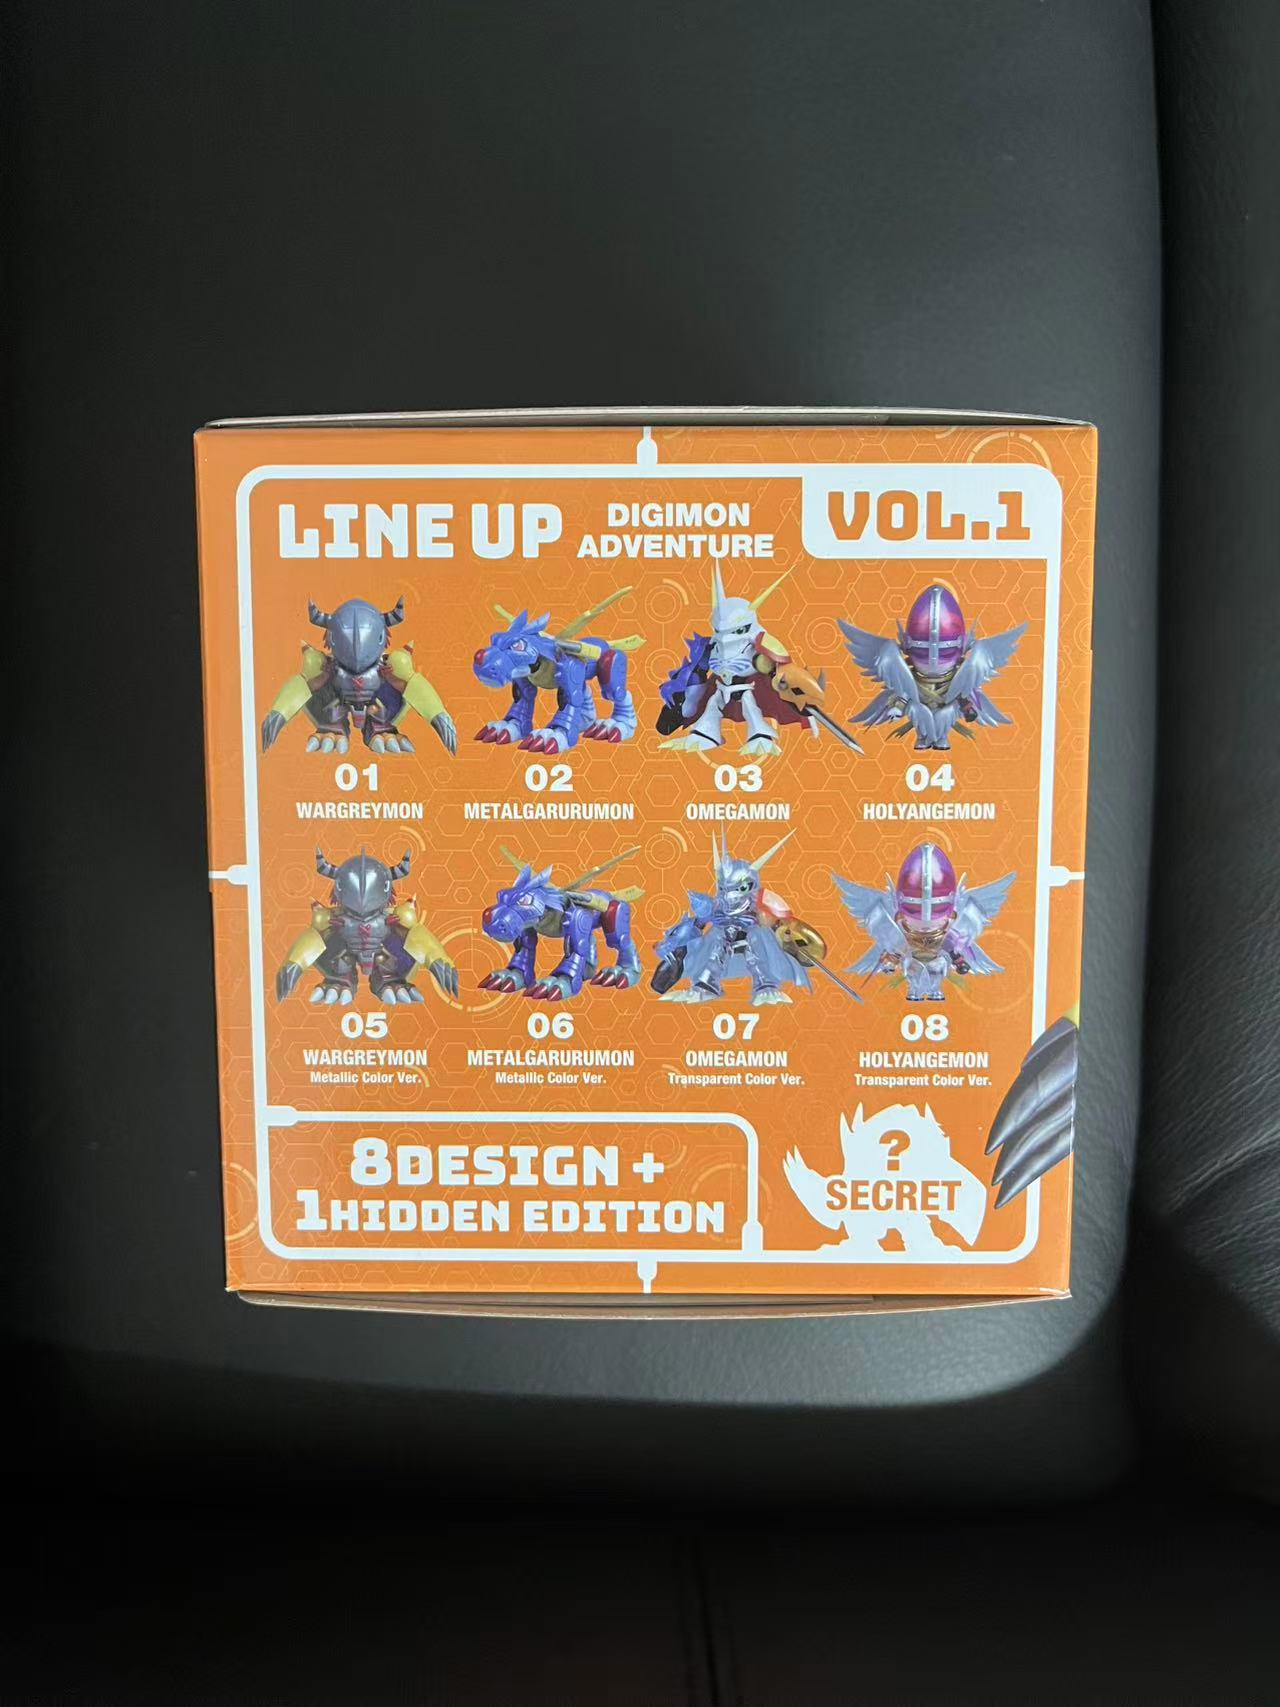 LINE UP
DIGIMON
ADVENTURE
VOL.1
01
WARGREYMON
02
METALGARURUMON
03
OMEGAMON
04
HOLYANGEMON
05
WARGREYMON
Metallic Color Ver.
06
METALGARURUMON
Metallic Color Ver.
07
OMEGAMON
Transparent Color Ver.
08
HOLYANGEMON
Transparent Color Ver.
8DESIGN +
1HIDDEN EDITION
?
SECRET